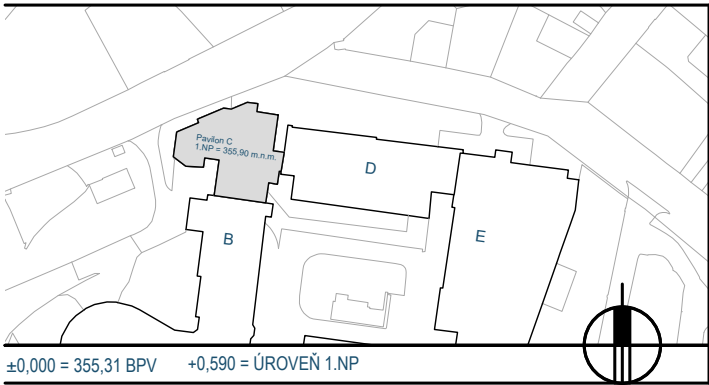 Pavilon C
1.NP = 355,90 m.n.m.
D
B
E
±0,000 = 355,31 BPV +0,590 = ÚROVEŇ 1.NP